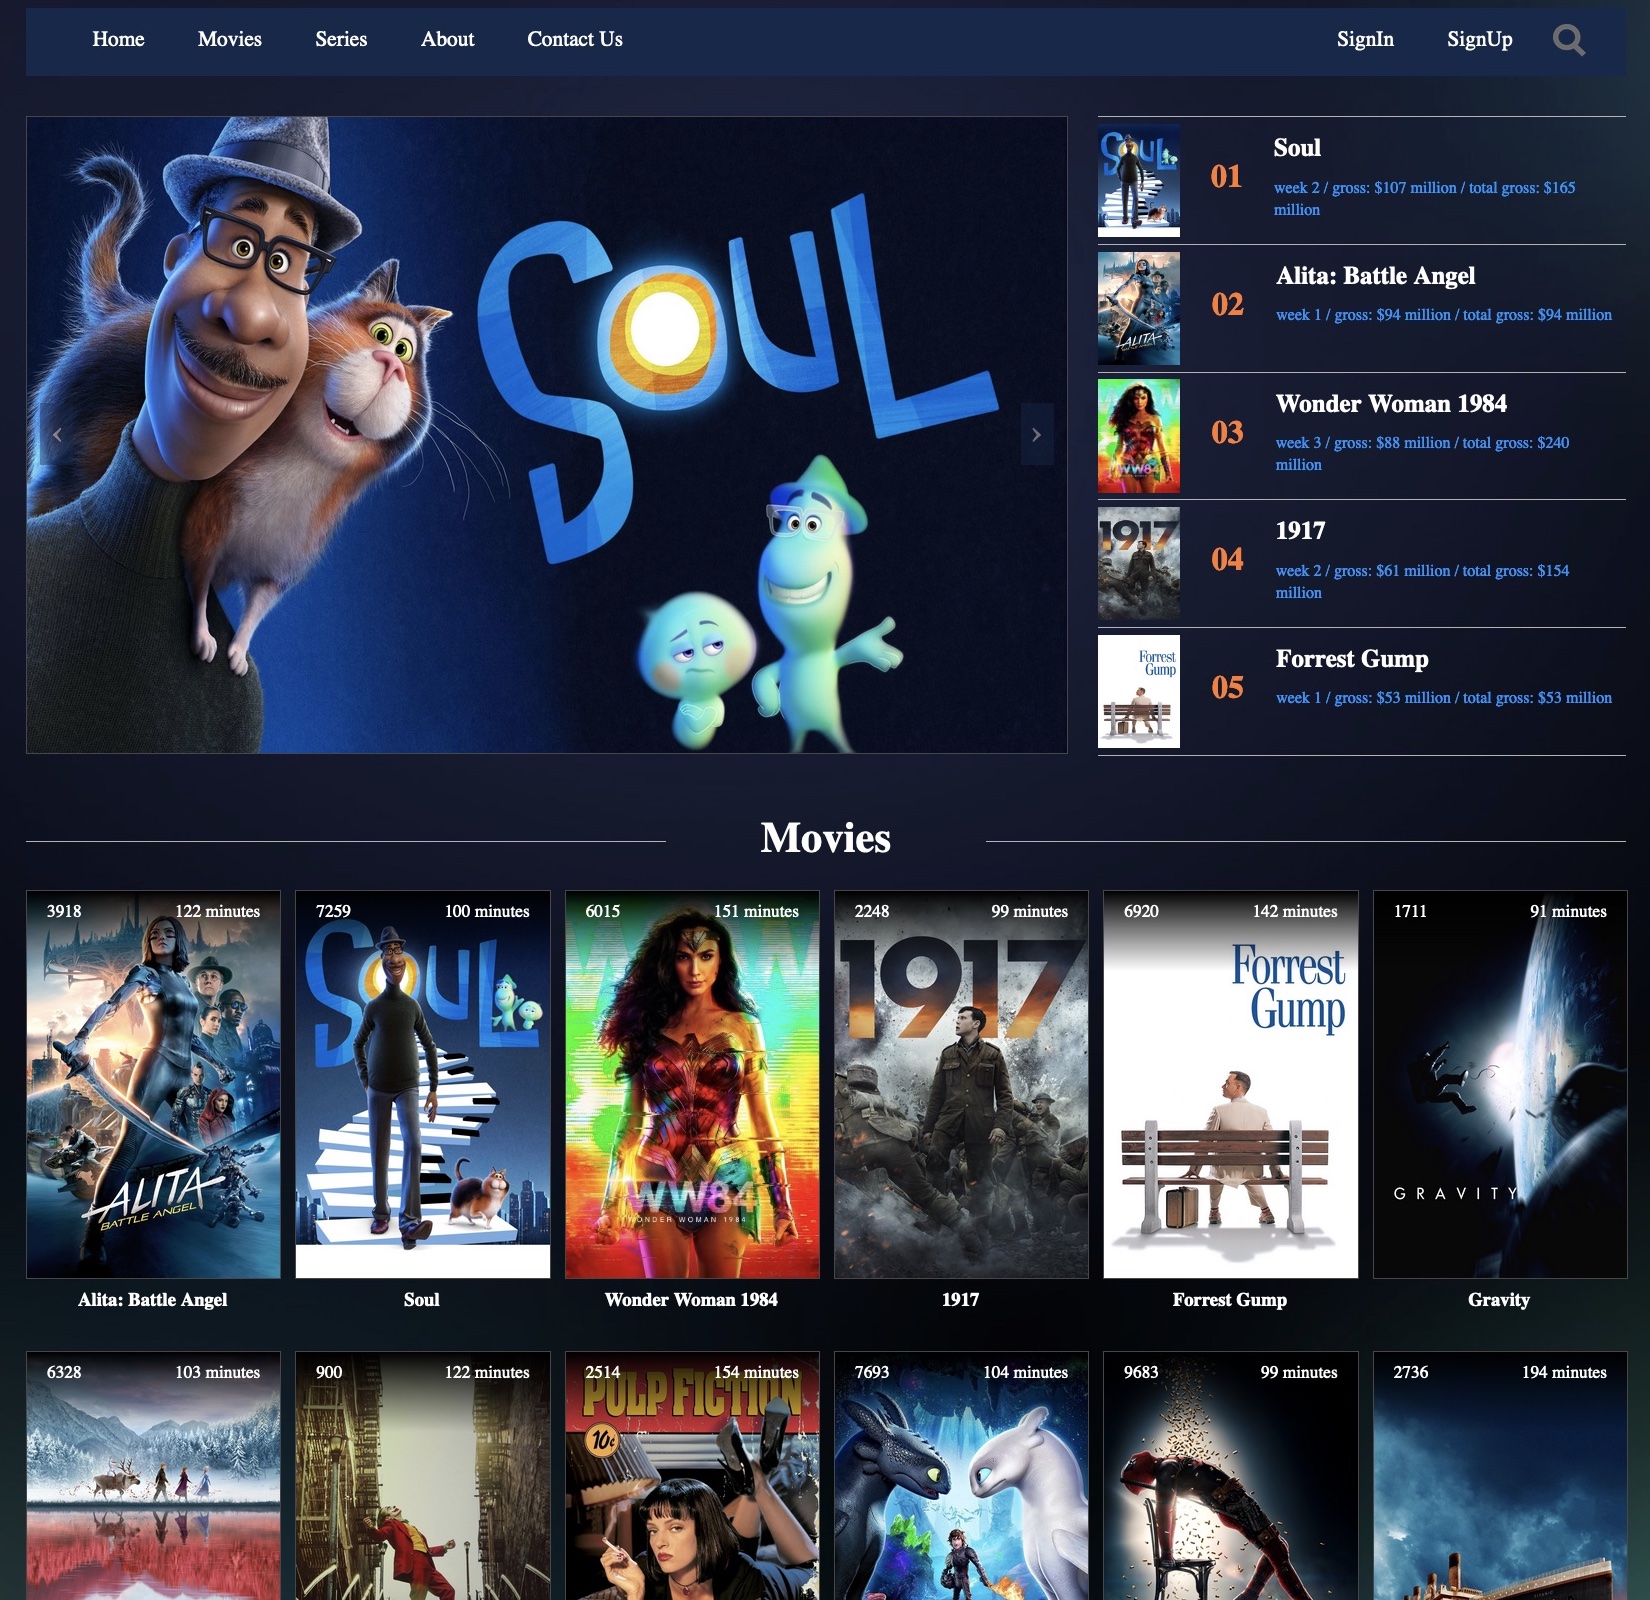 Home Movies Series About Contact Us SignIn SignUp
SOUL
SOUL
01
Soul
week 2 / gross: $107 million / total gross: $165
million
ALITA
02
Alita: Battle Angel
week 1 / gross: $94 million / total gross: $94 million
WW84
03
Wonder Woman 1984
week 3 / gross: $88 million / total gross: $240
million
1917
04
1917
week 2 / gross: $61 million / total gross: $154
million
Forrest
Gump
05
Forrest Gump
week 1 / gross: $53 million / total gross: $53 million
Movies
3918 122 minutes
ALITA
BATTLE ANGEL
Alita: Battle Angel
7259 100 minutes
SOUL
Soul
6015 151 minutes
WW84
WONDER WOMAN 1984
Wonder Woman 1984
2248 99 minutes
1917
1917
6920 142 minutes
Forrest
Gump
Forrest Gump
1711 91 minutes
GRAVITY
Gravity
6328 103 minutes
900 122 minutes
2514 154 minutes
PULP FICTION
10¢
7693 104 minutes
9683 99 minutes
2736 194 minutes